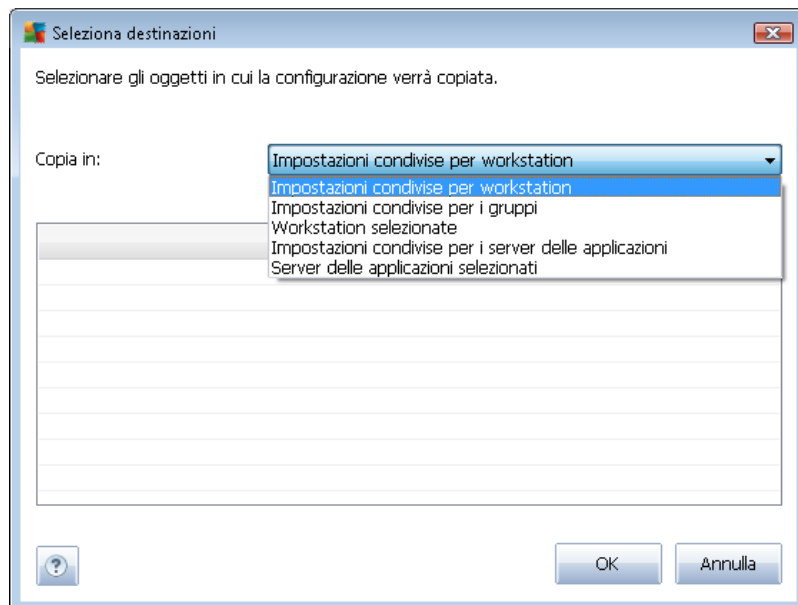 Seleziona destinazioni
Selezionare gli oggetti in cui la configurazione verrà copiata.
Copia in:
Impostazioni condivise per workstation
Impostazioni condivise per workstation
Impostazioni condivise per i gruppi
Workstation selezionate
Impostazioni condivise per i server delle applicazioni
Server delle applicazioni selezionati
?
OK
Annulla